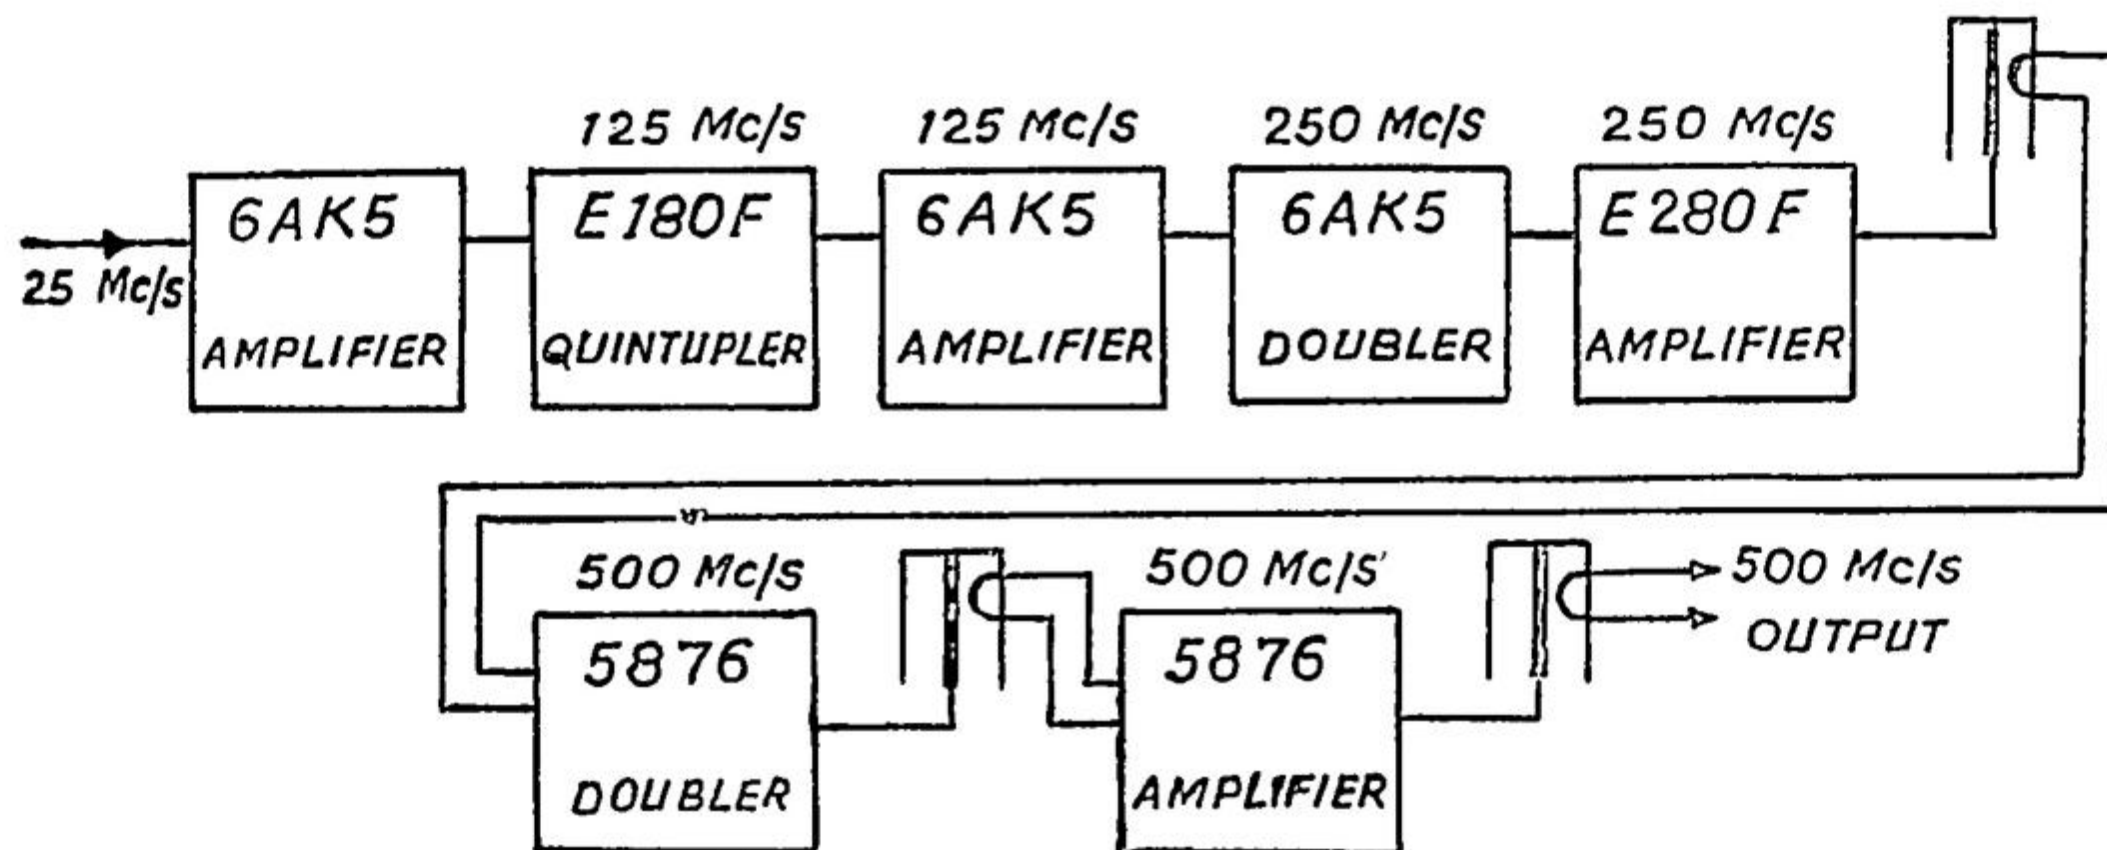 125 Mc/s
125 Mc/s
250 Mc/s
250 Mc/s
25 Mc/s
6AK5
AMPLIFIER
E180F
QUINTUPLER
6AK5
AMPLIFIER
6AK5
DOUBLER
E280F
AMPLIFIER
500 Mc/s
5876
DOUBLER
500 Mc/s
5876
AMPLIFIER
500 Mc/s
OUTPUT